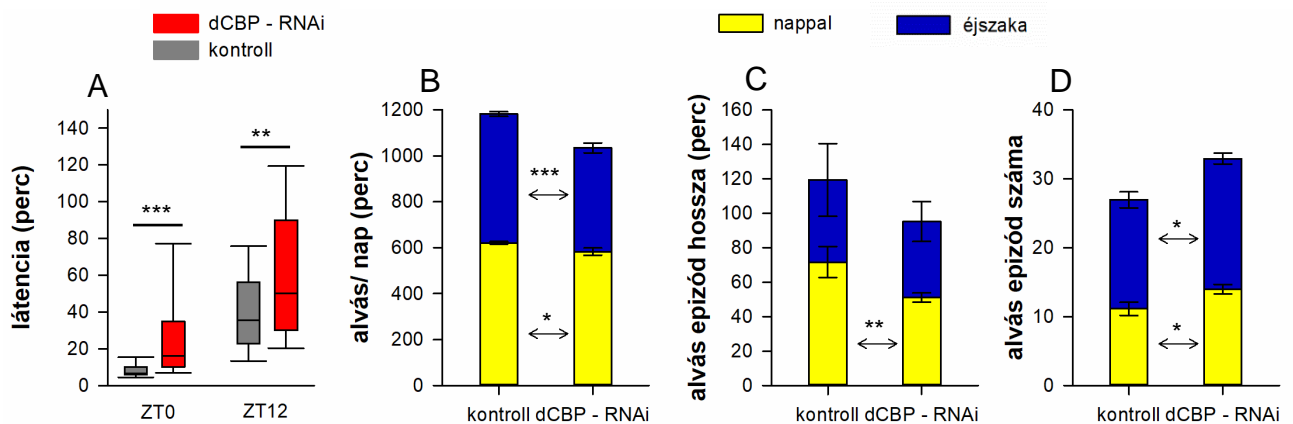 dCBP - RNAi
kontroll
nappal
éjszaka
A
látencia (perc)
140
120
100
80
60
40
20
0
***
**
ZT0
ZT12
B
alvás/ nap (perc)
1200
1000
800
600
400
200
0
***
*
kontroll dCBP - RNAi
C
alvás epizód hossza (perc)
160
140
120
100
80
60
40
20
0
**
kontroll dCBP - RNAi
D
alvás epizód száma
40
30
20
10
0
*
*
kontroll dCBP - RNAi